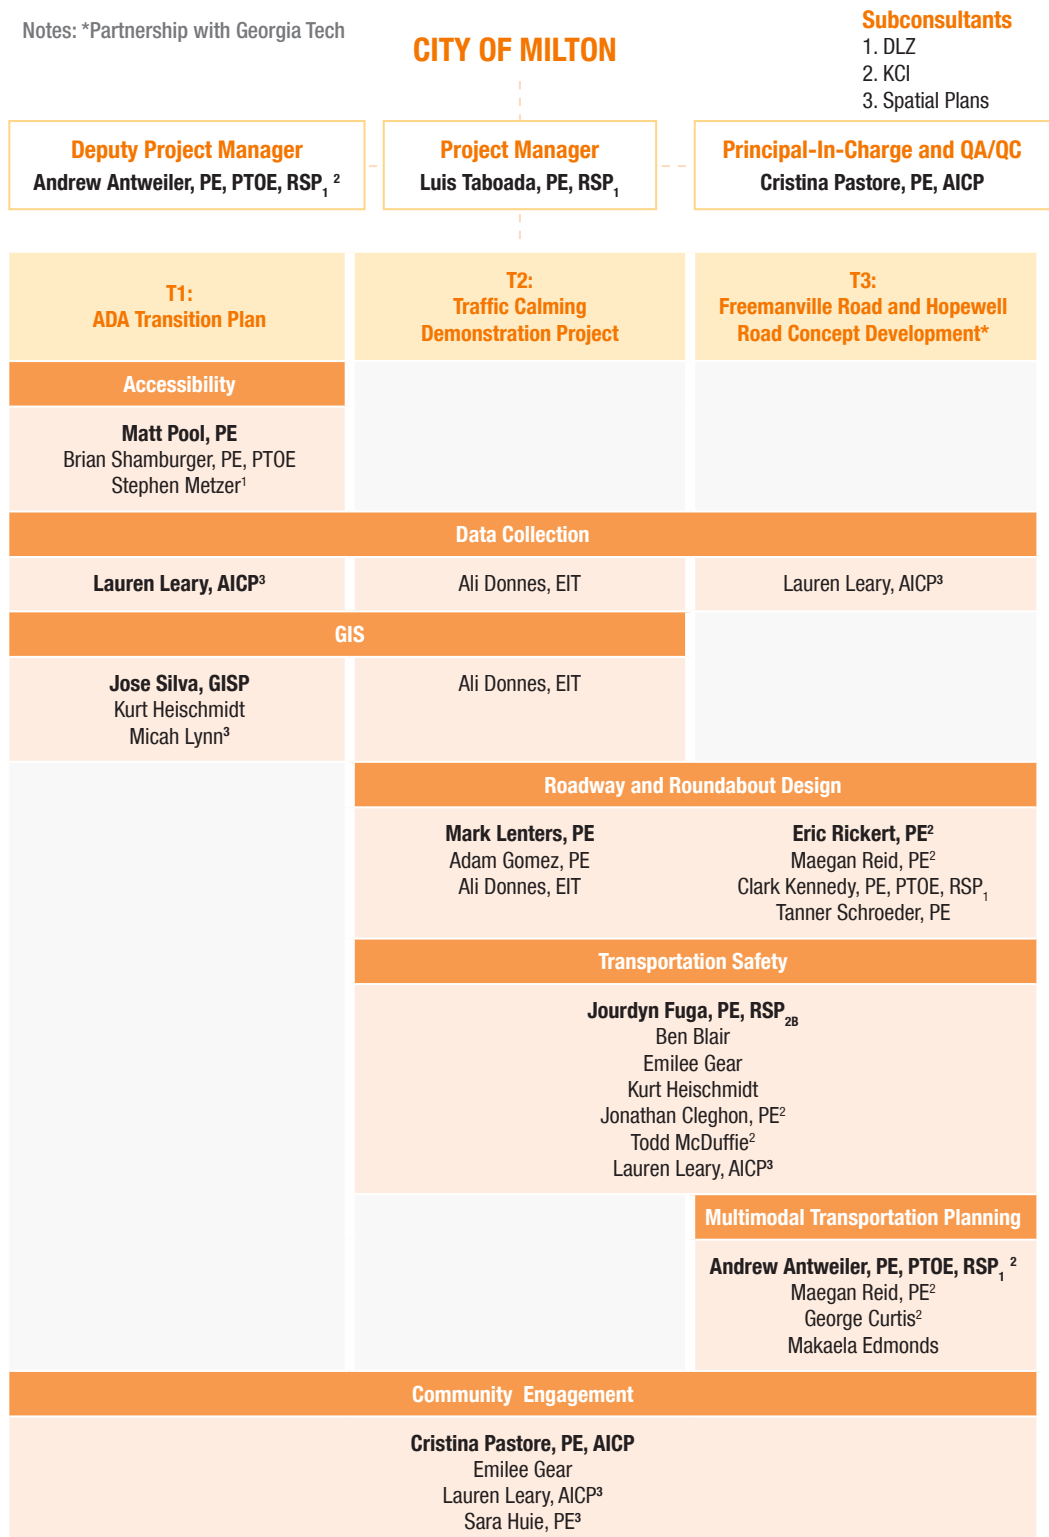 Notes: *Partnership with Georgia Tech
CITY OF MILTON
Subconsultants
1. DLZ
2. KCI
3. Spatial Plans
Deputy Project Manager
Andrew Antweiler, PE, PTOE, RSP₁ ²
Project Manager
Luis Taboada, PE, RSP₁
Principal-In-Charge and QA/QC
Cristina Pastore, PE, AICP
T1:
ADA Transition Plan
T2:
Traffic Calming
Demonstration Project
T3:
Freemanville Road and Hopewell
Road Concept Development*
Accessibility
Matt Pool, PE
Brian Shamburger, PE, PTOE
Stephen Metzer¹
Data Collection
Lauren Leary, AICP³
Ali Donnes, EIT
Lauren Leary, AICP³
GIS
Jose Silva, GISP
Kurt Heischmidt
Micah Lynn³
Ali Donnes, EIT
Roadway and Roundabout Design
Mark Lenters, PE
Adam Gomez, PE
Ali Donnes, EIT
Eric Rickert, PE²
Maegan Reid, PE²
Clark Kennedy, PE, PTOE, RSP₁
Tanner Schroeder, PE
Transportation Safety
Jourdyn Fuga, PE, RSP₂B
Ben Blair
Emilee Gear
Kurt Heischmidt
Jonathan Cleghon, PE²
Todd McDuffie²
Lauren Leary, AICP³
Multimodal Transportation Planning
Andrew Antweiler, PE, PTOE, RSP₁ ²
Maegan Reid, PE²
George Curtis²
Makaela Edmonds
Community Engagement
Cristina Pastore, PE, AICP
Emilee Gear
Lauren Leary, AICP³
Sara Huie, PE³